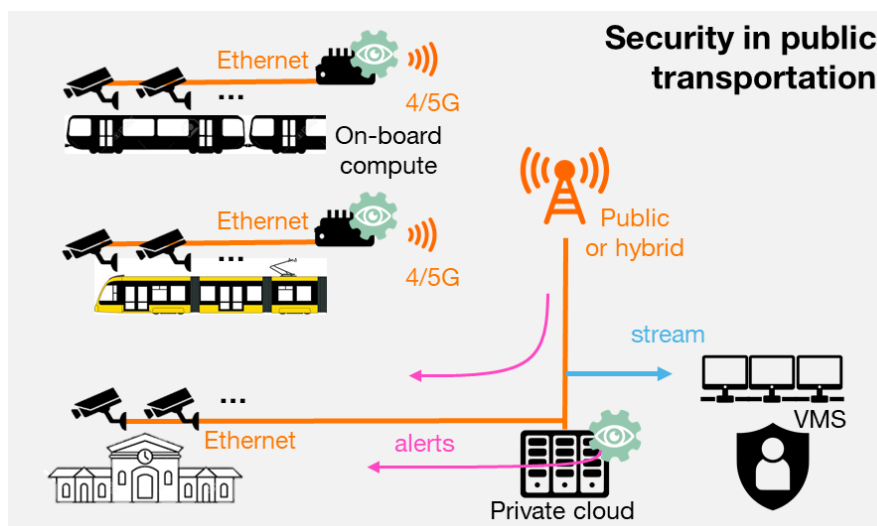 Security in public
transportation
Ethernet
...
4/5G
On-board
compute
Ethernet
...
4/5G
Public
or hybrid
stream
...
Ethernet
alerts
VMS
Private cloud